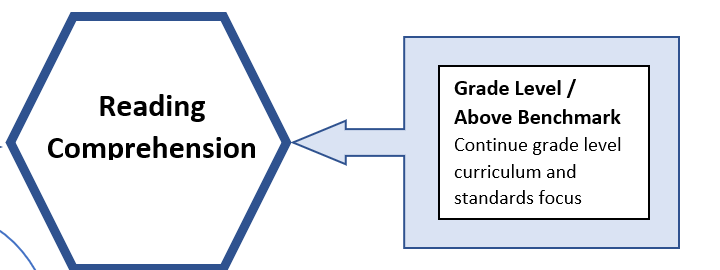 Reading
Comprehension
Grade Level /
Above Benchmark
Continue grade level
curriculum and
standards focus